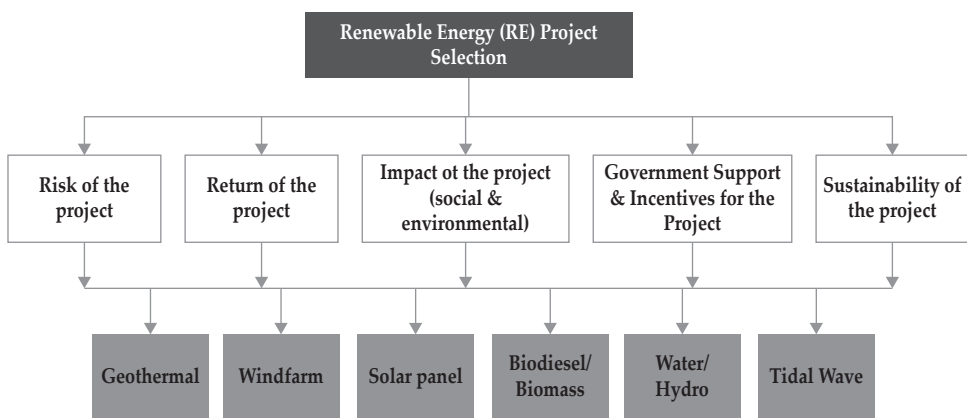 Renewable Energy (RE) Project
Selection
Risk of the
project
Return of the
project
Impact ot the project
(social &
environmental)
Government Support
& Incentives for the
Project
Sustainability of
the project
Geothermal
Windfarm
Solar panel
Biodiesel/
Biomass
Water/
Hydro
Tidal Wave